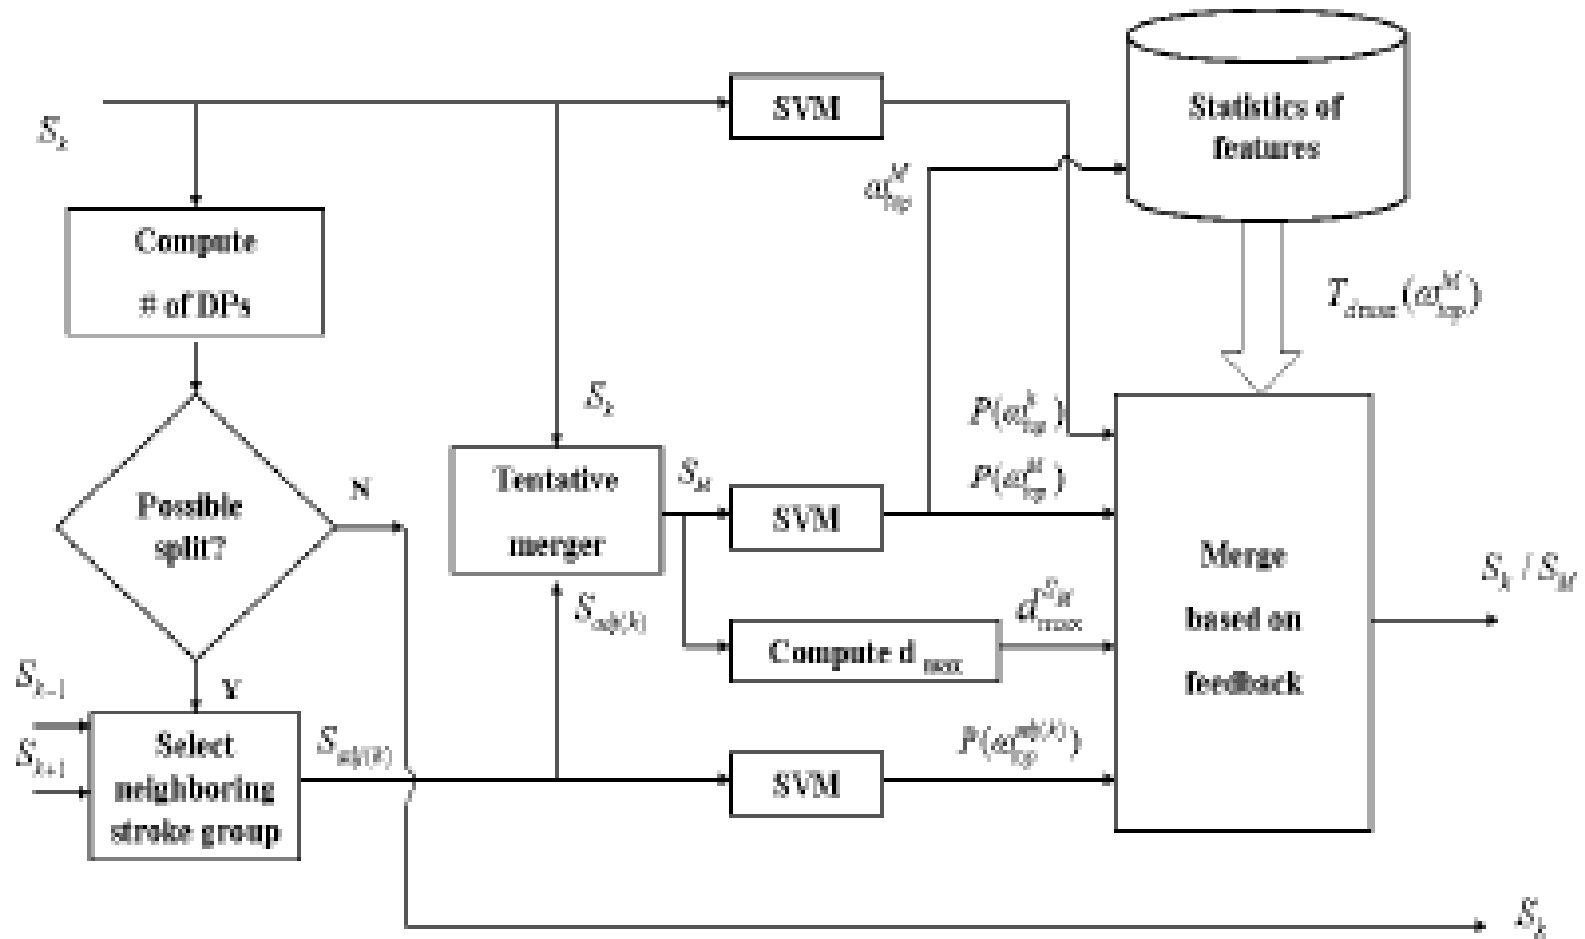 S_k
SVM
Statistics of
features
ω_top^M
Compute
# of DPs
T_dmax(ω_top^M)
S_k
P(ω_top^k)
Possible
split?
N
Tentative
merger
S_M
SVM
P(ω_top^M)
Merge
based on
feedback
S_k / S_M
S_adj(k)
Compute d max
d_max^S_M
Y
S_k-1
S_k+1
Select
neighboring
stroke group
S_adj(k)
SVM
P(ω_top^adj(k))
S_k